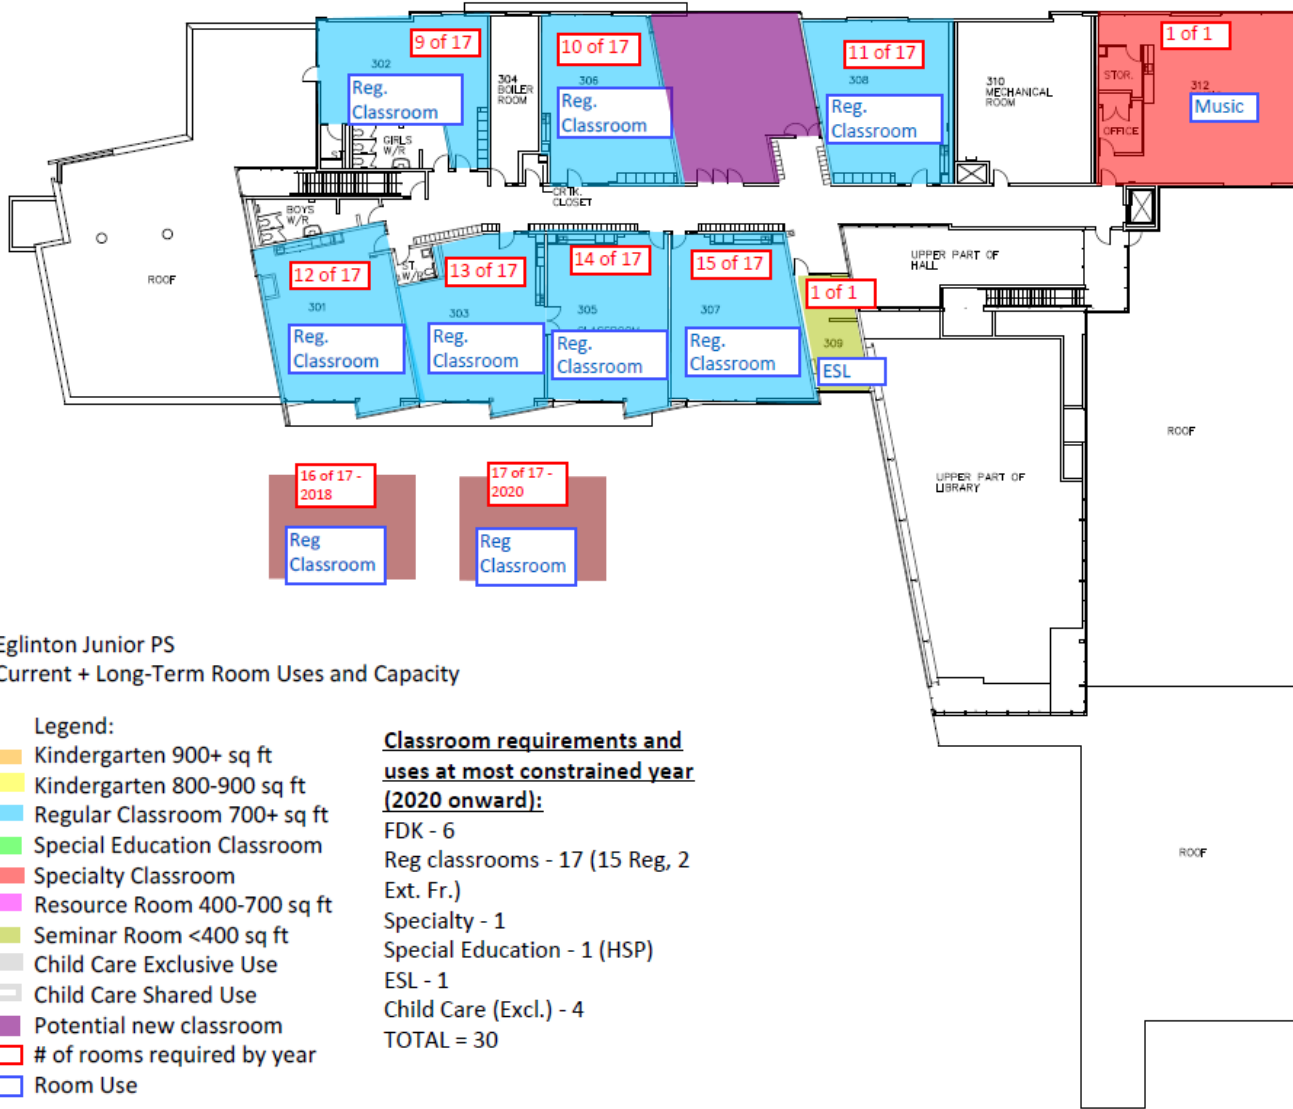 9 of 17
302
Reg.
Classroom
304
BOILER
ROOM
10 of 17
306
Reg.
Classroom
11 of 17
308
Reg.
Classroom
310
MECHANICAL
ROOM
1 of 1
STOR.
312
Music
OFFICE
GIRLS
W/R
CRTK.
CLOSET
BOYS
W/R
ROOF
12 of 17
301
Reg.
Classroom
ST.
W/R
13 of 17
303
Reg.
Classroom
14 of 17
305
CLASSROOM
Reg.
Classroom
15 of 17
307
Reg.
Classroom
1 of 1
309
ESL
UPPER PART OF
HALL
ROOF
UPPER PART OF
LIBRARY
16 of 17 -
2018
Reg
Classroom
17 of 17 -
2020
Reg
Classroom
Eglinton Junior PS
Current + Long-Term Room Uses and Capacity
Legend:
Kindergarten 900+ sq ft
Kindergarten 800-900 sq ft
Regular Classroom 700+ sq ft
Special Education Classroom
Specialty Classroom
Resource Room 400-700 sq ft
Seminar Room <400 sq ft
Child Care Exclusive Use
Child Care Shared Use
Potential new classroom
# of rooms required by year
Room Use
Classroom requirements and
uses at most constrained year
(2020 onward):
FDK - 6
Reg classrooms - 17 (15 Reg, 2
Ext. Fr.)
Specialty - 1
Special Education - 1 (HSP)
ESL - 1
Child Care (Excl.) - 4
TOTAL = 30
ROOF